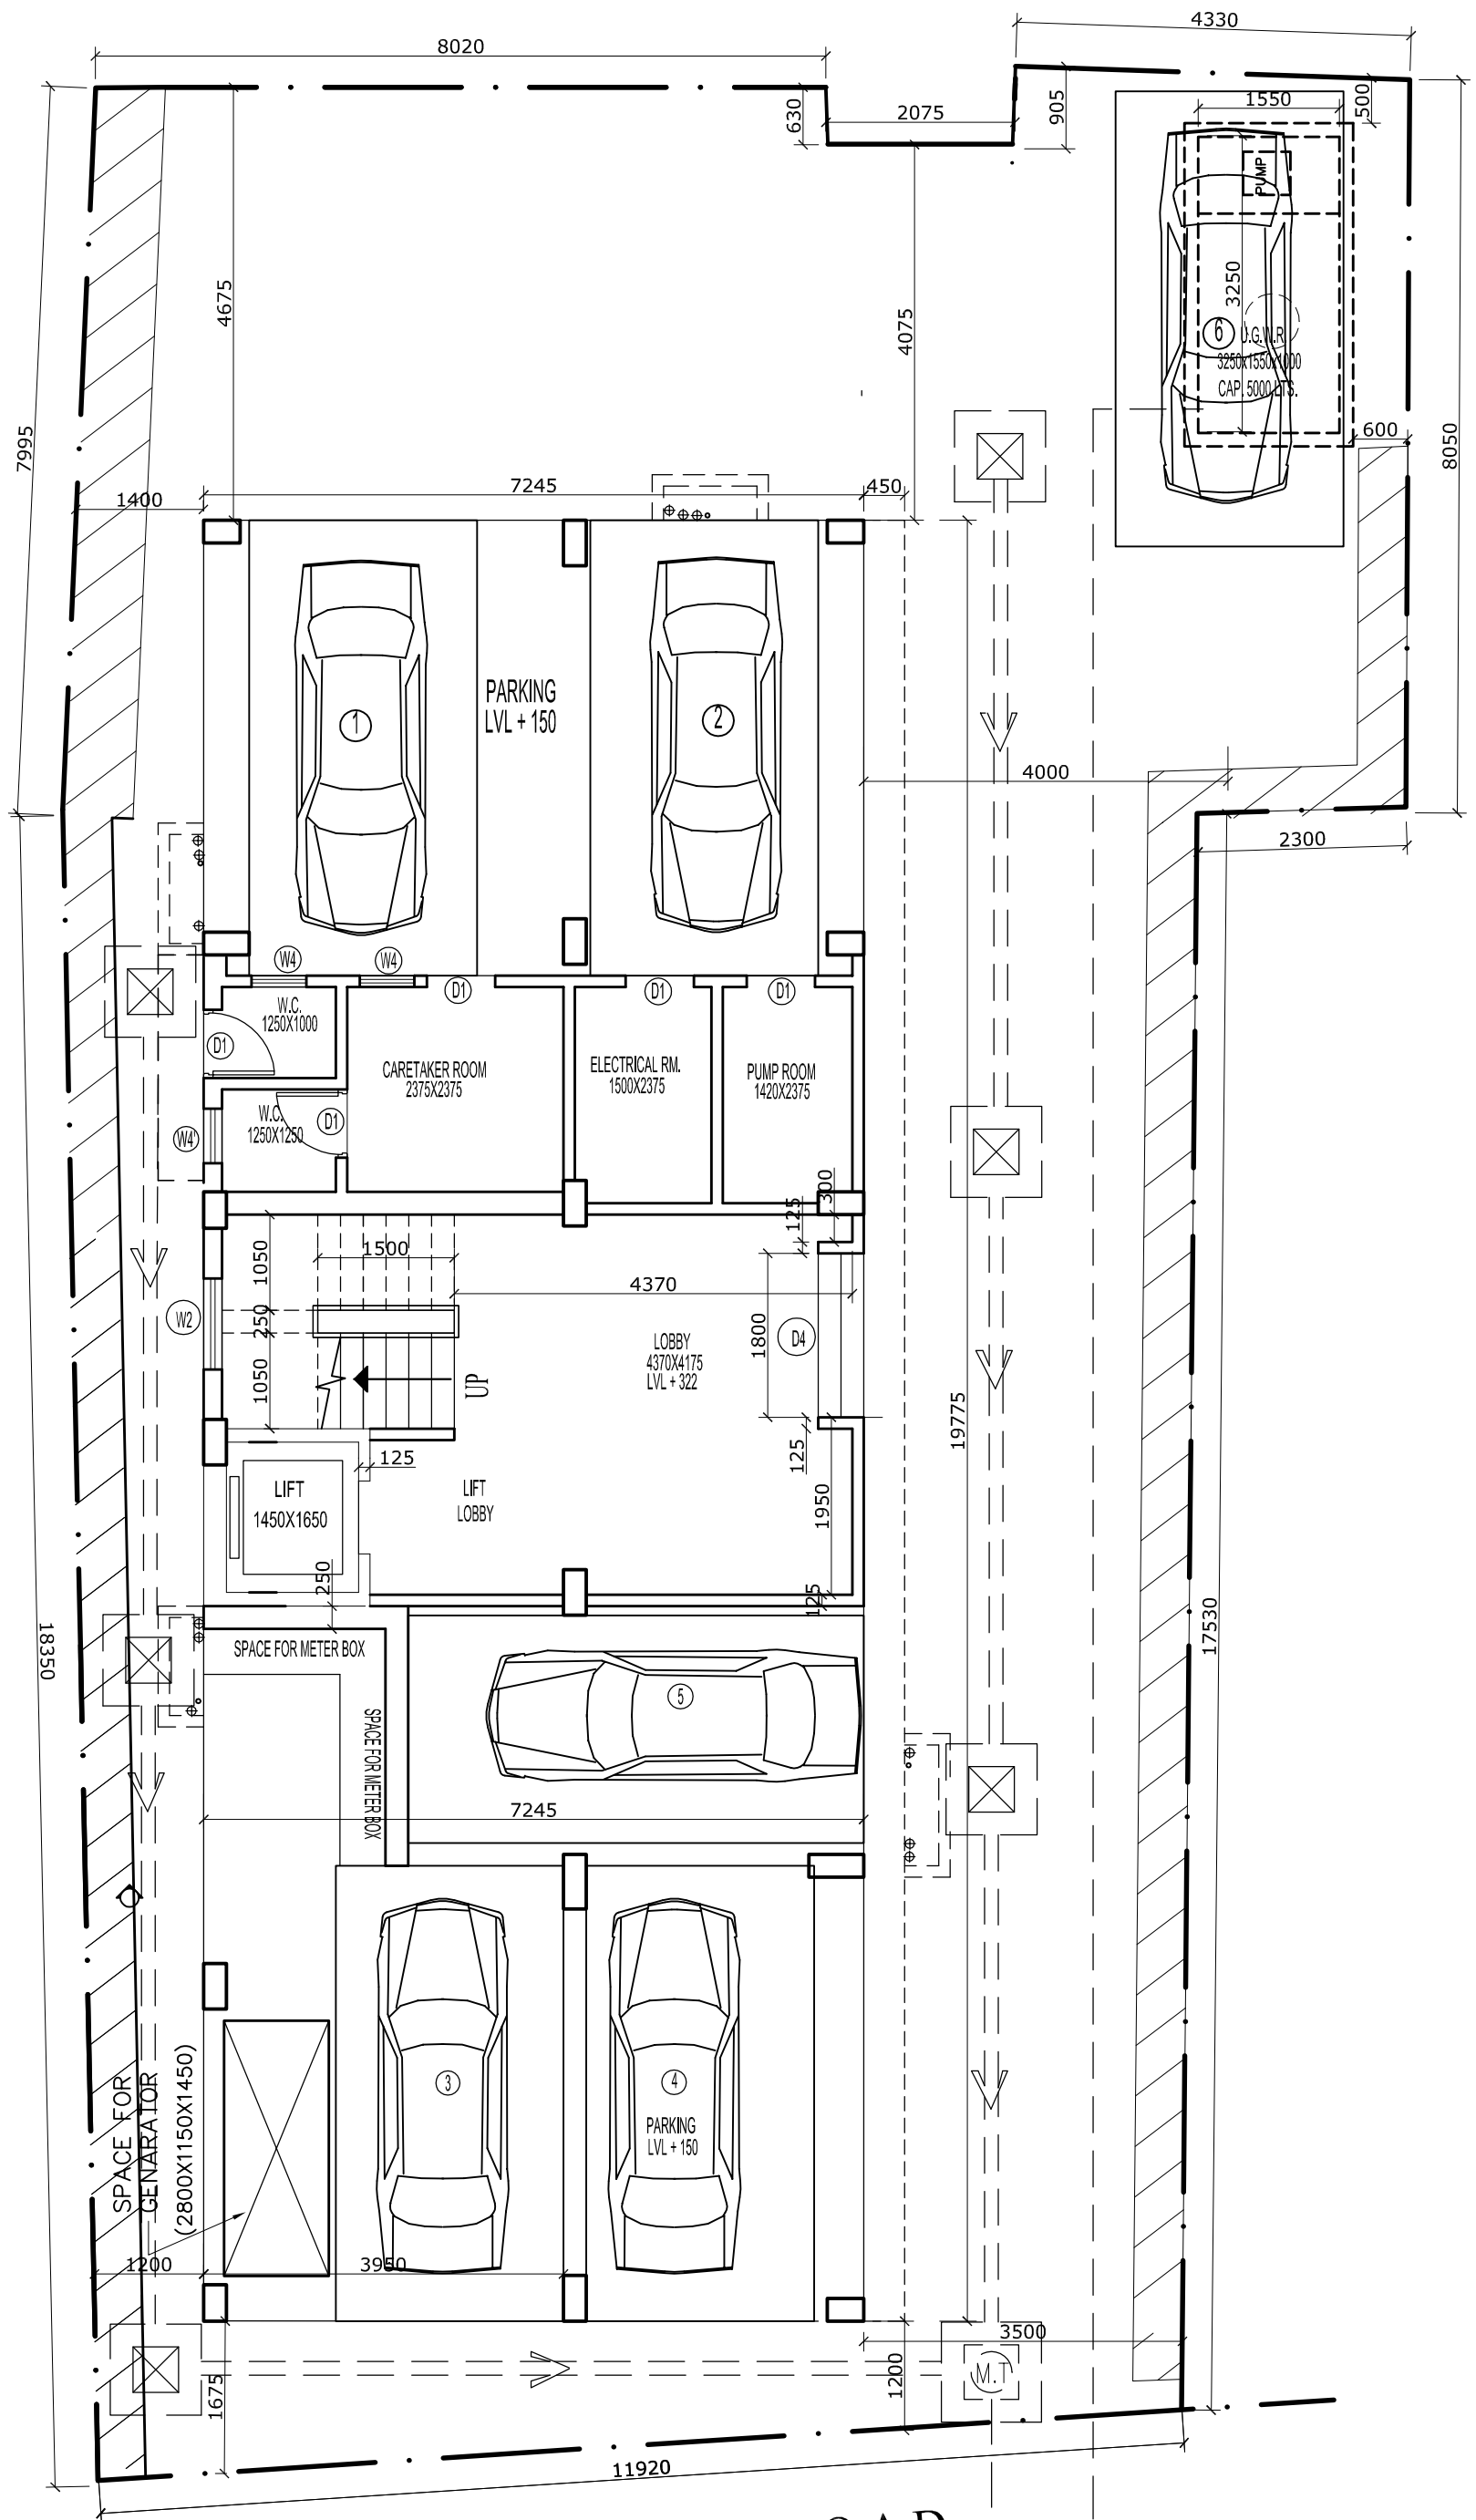 4330
8020
2075
630
905
500
1550
PUMP
3250
6
U.G.W.R
3250x1550x1000
CAP. 5000 LTS.
4675
4075
7995
8050
600
1400
7245
450
PARKING
LVL + 150
1
2
4000
2300
W4
W4
D1
D1
D1
W.C.
1250X1000
D1
CARETAKER ROOM
2375X2375
ELECTRICAL RM.
1500X2375
PUMP ROOM
1420X2375
W.C.
1250X1250
D1
W4
300
125
1050
1500
4370
250
W2
1800
D4
LOBBY
4370X4175
LVL + 322
1050
UP
19775
125
125
LIFT
1450X1650
LIFT
LOBBY
1950
250
125
17530
18350
SPACE FOR METER BOX
SPACE FOR METER BOX
5
7245
3
4
PARKING
LVL + 150
SPACE FOR
GENARATOR
(2800X1150X1450)
1200
3950
3500
1675
1200
M.T
11920